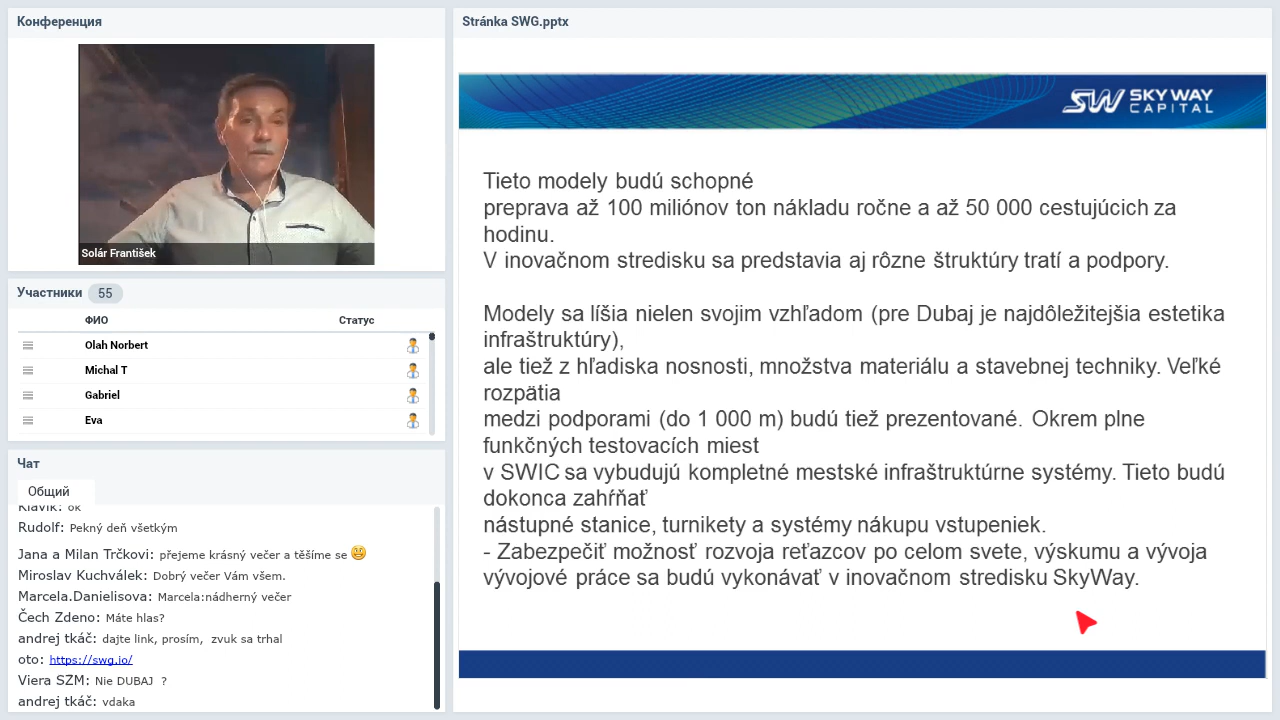 Конференция
Solár František
Участники 55
ФИО Статус
Olah Norbert
Michal T
Gabriel
Eva
Чат
Общий
Klavik: ok
Rudolf: Pekný deň všetkým
Jana a Milan Trčkovi: přejeme krásný večer a těšíme se
Miroslav Kuchválek: Dobrý večer Vám všem.
Marcela.Danielisova: Marcela:nádherný večer
Čech Zdeno: Máte hlas?
andrej tkáč: dajte link, prosím, zvuk sa trhal
oto: https://swg.io/
Viera SZM: Nie DUBAJ ?
andrej tkáč: vdaka
Stránka SWG.pptx
SW SKY WAY
CAPITAL
Tieto modely budú schopné
preprava až 100 miliónov ton nákladu ročne a až 50 000 cestujúcich za
hodinu.
V inovačnom stredisku sa predstavia aj rôzne štruktúry tratí a podpory.
Modely sa líšia nielen svojim vzhľadom (pre Dubaj je najdôležitejšia estetika
infraštruktúry),
ale tiež z hľadiska nosnosti, množstva materiálu a stavebnej techniky. Veľké
rozpätia
medzi podporami (do 1 000 m) budú tiež prezentované. Okrem plne
funkčných testovacích miest
v SWIC sa vybudujú kompletné mestské infraštruktúrne systémy. Tieto budú
dokonca zahŕňať
nástupné stanice, turnikety a systémy nákupu vstupeniek.
- Zabezpečiť možnosť rozvoja reťazcov po celom svete, výskumu a vývoja
vývojové práce sa budú vykonávať v inovačnom stredisku SkyWay.